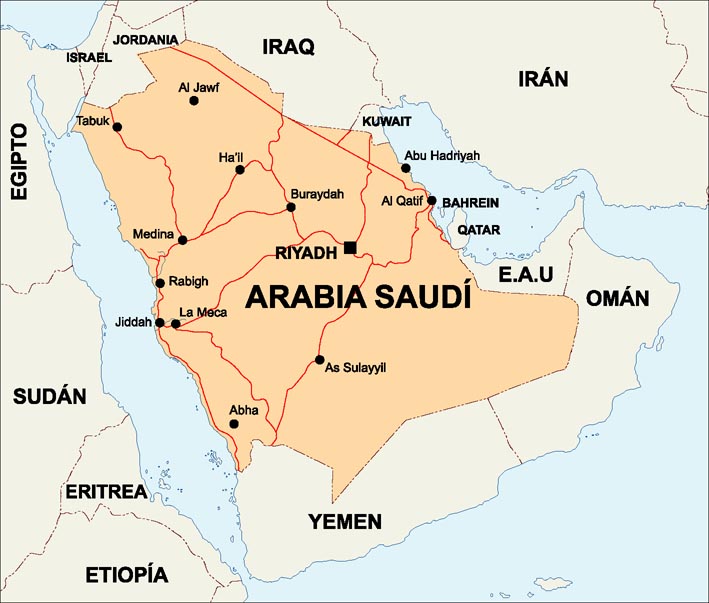 JORDANIA
IRAQ
ISRAEL
IRÁN
Al Jawf
Tabuk
KUWAIT
EGIPTO
Ha'il
Abu Hadriyah
Buraydah
Al Qatif
BAHREIN
Medina
QATAR
RIYADH
E.A.U
Rabigh
ARABIA SAUDÍ
OMÁN
La Meca
Jiddah
As Sulayyil
SUDÁN
Abha
ERITREA
YEMEN
ETIOPÍA